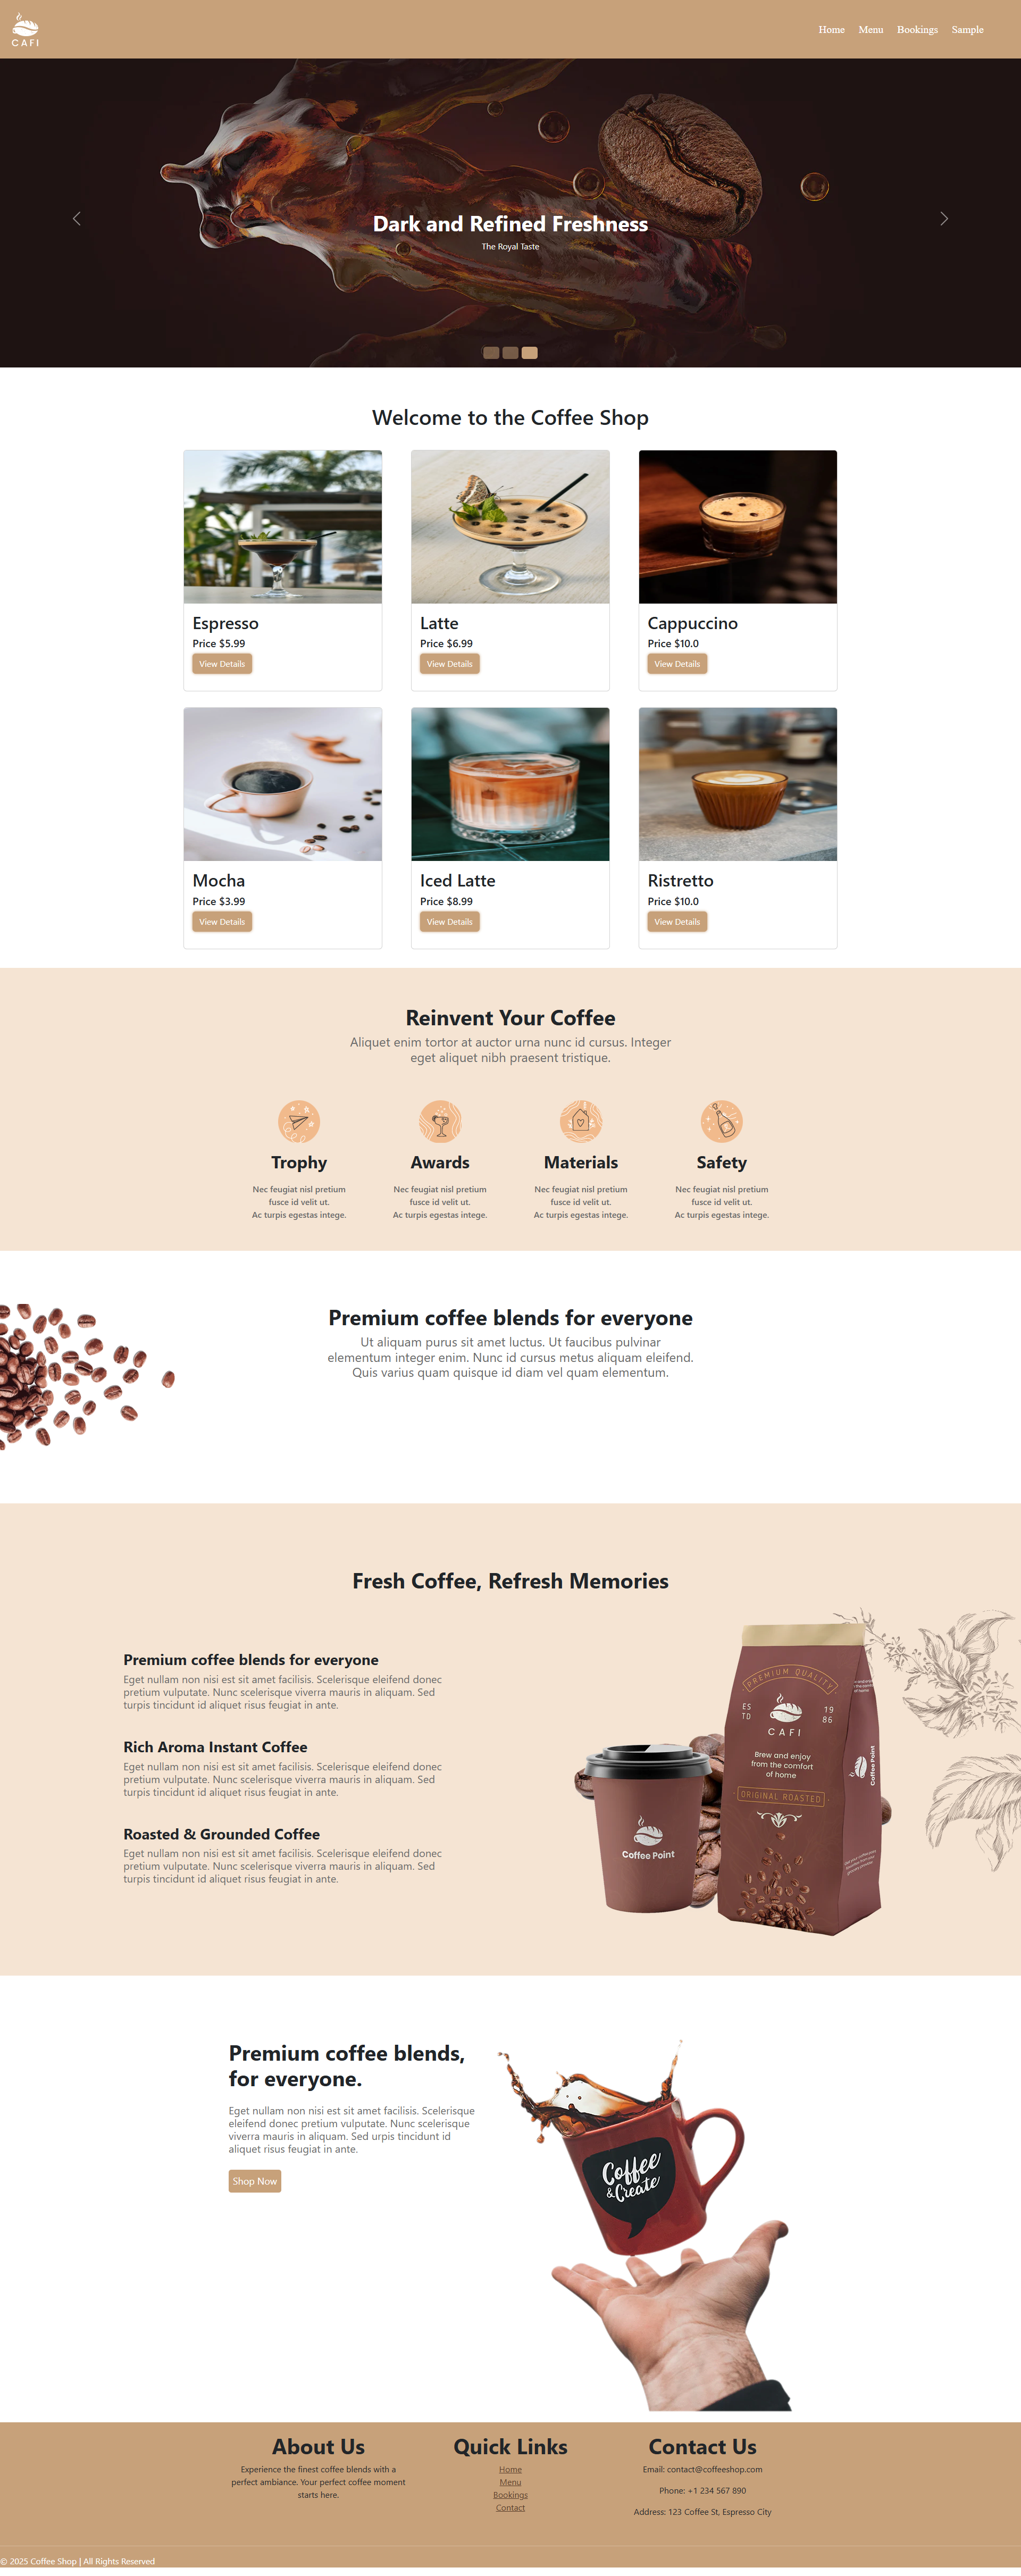 CAFI
Home Menu Bookings Sample
Dark and Refined Freshness
The Royal Taste
Welcome to the Coffee Shop
Espresso
Price $5.99
View Details
Latte
Price $6.99
View Details
Cappuccino
Price $10.0
View Details
Mocha
Price $3.99
View Details
Iced Latte
Price $8.99
View Details
Ristretto
Price $10.0
View Details
Reinvent Your Coffee
Aliquet enim tortor at auctor urna nunc id cursus. Integer
eget aliquet nibh praesent tristique.
Trophy
Nec feugiat nisl pretium
fusce id velit ut.
Ac turpis egestas intege.
Awards
Nec feugiat nisl pretium
fusce id velit ut.
Ac turpis egestas intege.
Materials
Nec feugiat nisl pretium
fusce id velit ut.
Ac turpis egestas intege.
Safety
Nec feugiat nisl pretium
fusce id velit ut.
Ac turpis egestas intege.
Premium coffee blends for everyone
Ut aliquam purus sit amet luctus. Ut faucibus pulvinar
elementum integer enim. Nunc id cursus metus aliquam eleifend.
Quis varius quam quisque id diam vel quam elementum.
Fresh Coffee, Refresh Memories
Premium coffee blends for everyone
Eget nullam non nisi est sit amet facilisis. Scelerisque eleifend donec
pretium vulputate. Nunc scelerisque viverra mauris in aliquam. Sed
turpis tincidunt id aliquet risus feugiat in ante.
Rich Aroma Instant Coffee
Eget nullam non nisi est sit amet facilisis. Scelerisque eleifend donec
pretium vulputate. Nunc scelerisque viverra mauris in aliquam. Sed
turpis tincidunt id aliquet risus feugiat in ante.
Roasted & Grounded Coffee
Eget nullam non nisi est sit amet facilisis. Scelerisque eleifend donec
pretium vulputate. Nunc scelerisque viverra mauris in aliquam. Sed
turpis tincidunt id aliquet risus feugiat in ante.
Coffee Point
PREMIUM QUALITY
ES
TD
19
86
CAFI
Brew and enjoy
from the comfort
of home
ORIGINAL ROASTED
Coffee Point
Premium coffee blends,
for everyone.
Eget nullam non nisi est sit amet facilisis. Scelerisque
eleifend donec pretium vulputate. Nunc scelerisque
viverra mauris in aliquam. Sed urpis tincidunt id
aliquet risus feugiat in ante.
Shop Now
Coffee
& Create
About Us
Experience the finest coffee blends with a
perfect ambiance. Your perfect coffee moment
starts here.
Quick Links
Home
Menu
Bookings
Contact
Contact Us
Email: contact@coffeeshop.com
Phone: +1 234 567 890
Address: 123 Coffee St, Espresso City
© 2025 Coffee Shop | All Rights Reserved